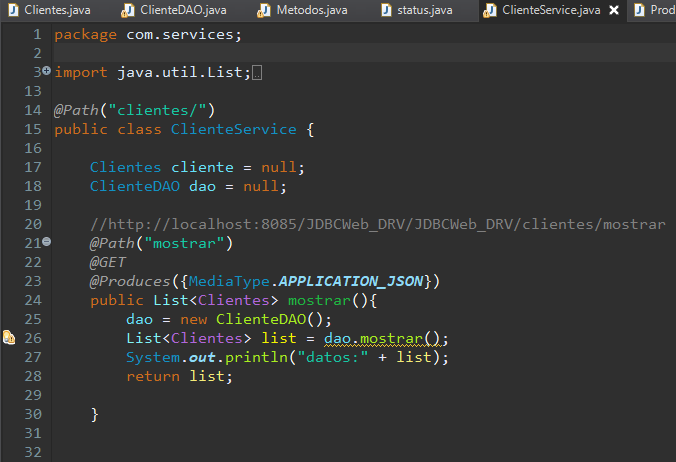 Clientes.java ClienteDAO.java Metodos.java status.java ClienteService.java Prod
1 package com.services;
2
3 import java.util.List;
13
14 @Path("clientes/")
15 public class ClienteService {
16
17 Clientes cliente = null;
18 ClienteDAO dao = null;
19
20 //http://localhost:8085/JDBCWeb_DRV/JDBCWeb_DRV/clientes/mostrar
21 @Path("mostrar")
22 @GET
23 @Produces({MediaType.APPLICATION_JSON})
24 public List<Clientes> mostrar(){
25 dao = new ClienteDAO();
26 List<Clientes> list = dao.mostrar();
27 System.out.println("datos:" + list);
28 return list;
29
30 }
31
32